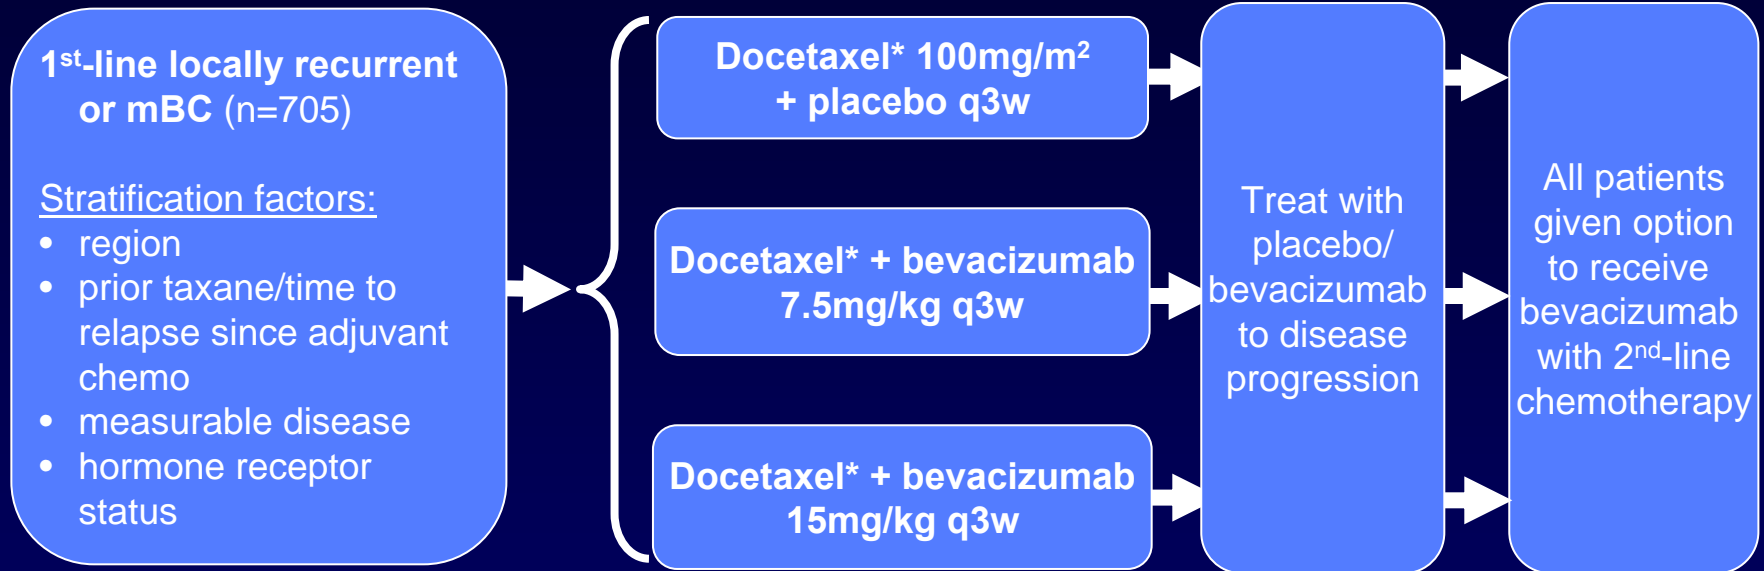 1st-line locally recurrent
or mBC (n=705)
Stratification factors:
• region
• prior taxane/time to
relapse since adjuvant
chemo
• measurable disease
• hormone receptor
status
Docetaxel* 100mg/m²
+ placebo q3w
Docetaxel* + bevacizumab
7.5mg/kg q3w
Docetaxel* + bevacizumab
15mg/kg q3w
Treat with
placebo/
bevacizumab
to disease
progression
All patients
given option
to receive
bevacizumab
with 2nd-line
chemotherapy